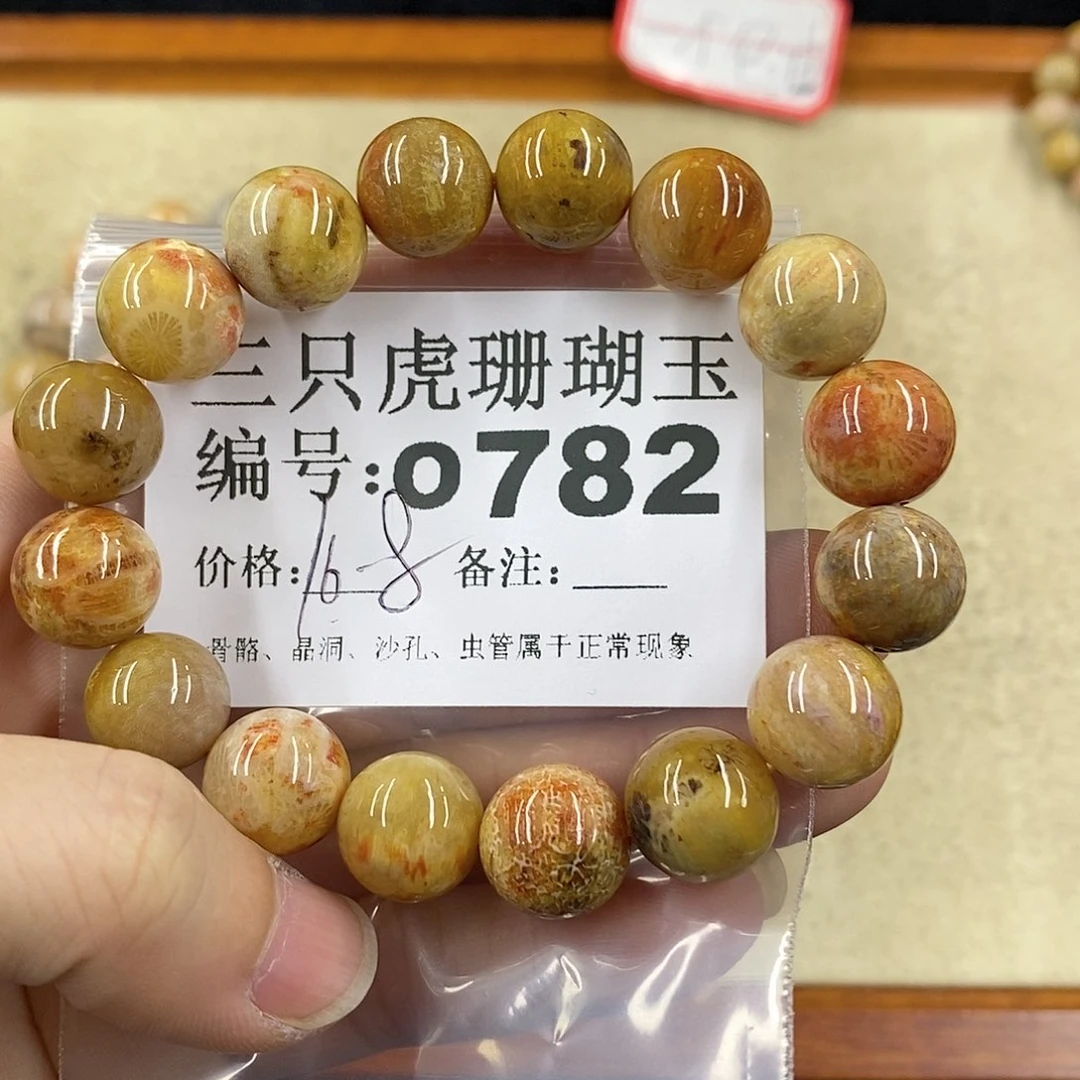 三只虎珊瑚玉
编号:0782
价格:168 备注:____
骨骼、晶洞、沙孔、虫管属于正常现象